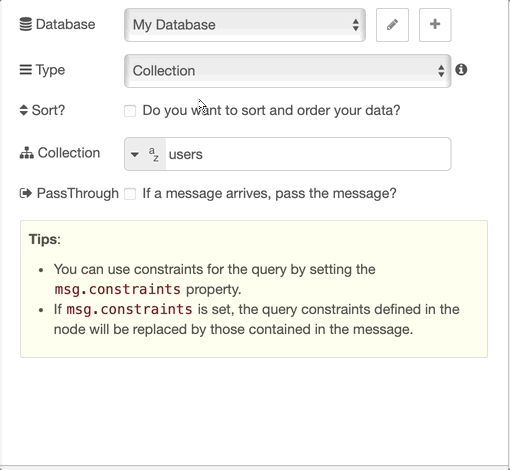 Database My Database
Type Collection
Sort? Do you want to sort and order your data?
Collection az users
PassThrough If a message arrives, pass the message?
Tips:
You can use constraints for the query by setting the
msg.constraints property.
If msg.constraints is set, the query constraints defined in the
node will be replaced by those contained in the message.